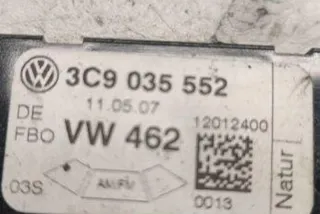 3C9 035 552
11.05.07
DE
FBO
VW 462
12012400
03S
AM/FM
0013
Natur